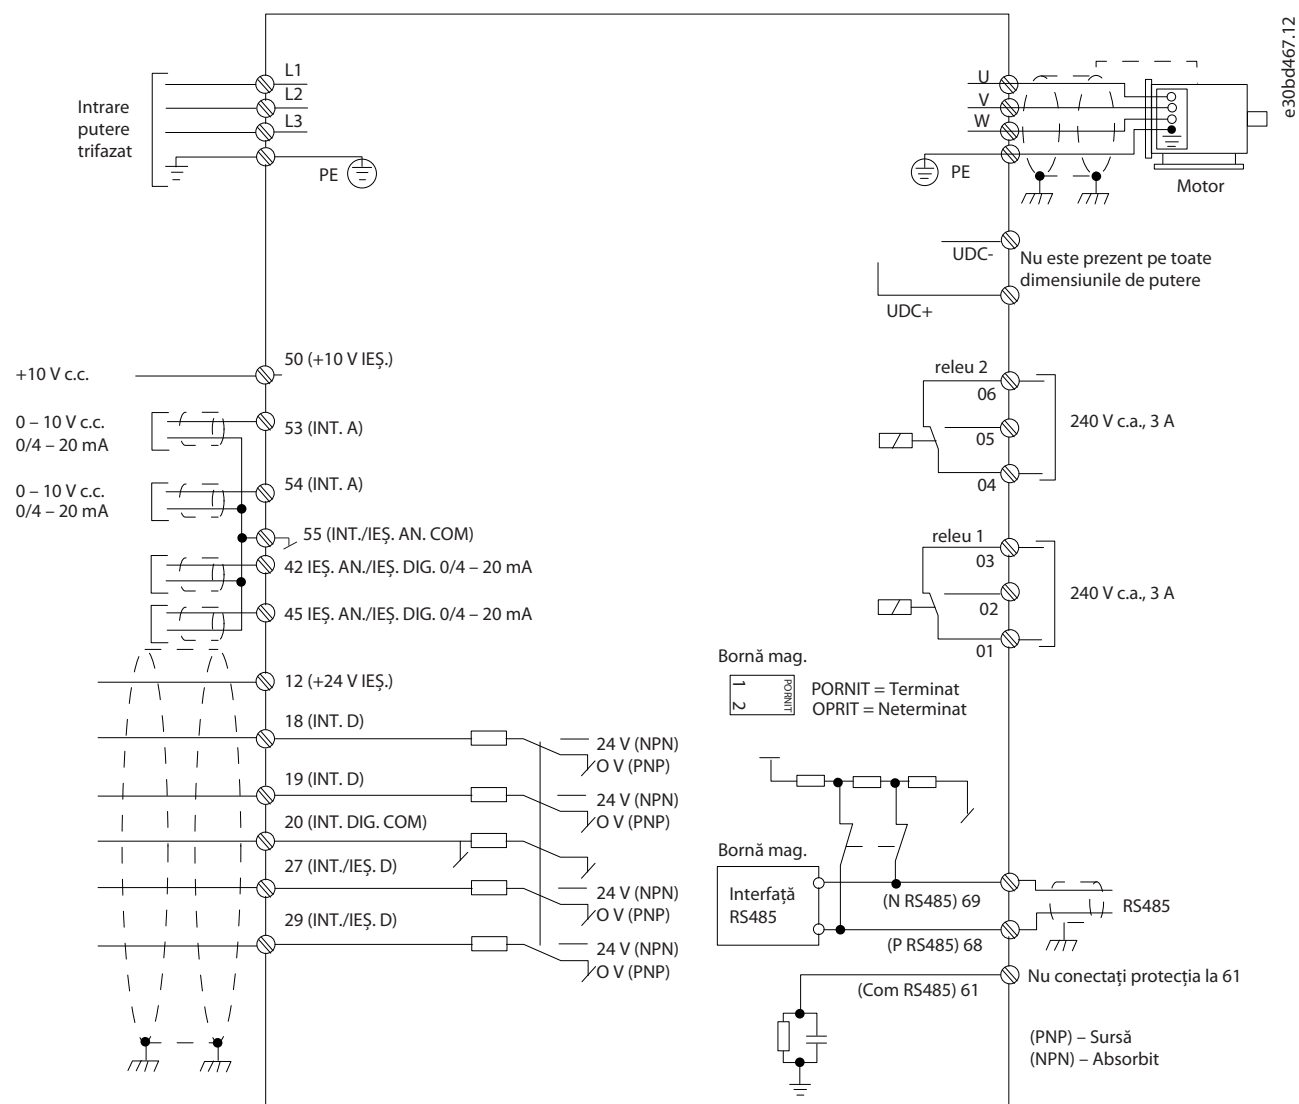 e30bd467.12
L1
L2
L3
Intrare
putere
trifazat
PE
U
V
W
PE
Motor
UDC-
Nu este prezent pe toate
dimensiunile de putere
UDC+
+10 V c.c.
50 (+10 V IEȘ.)
0 – 10 V c.c.
0/4 – 20 mA
53 (INT. A)
0 – 10 V c.c.
0/4 – 20 mA
54 (INT. A)
55 (INT./IEȘ. AN. COM)
42 IEȘ. AN./IEȘ. DIG. 0/4 – 20 mA
45 IEȘ. AN./IEȘ. DIG. 0/4 – 20 mA
releu 2
06
05
04
240 V c.a., 3 A
releu 1
03
02
01
240 V c.a., 3 A
12 (+24 V IEȘ.)
18 (INT. D)
24 V (NPN)
O V (PNP)
19 (INT. D)
24 V (NPN)
O V (PNP)
20 (INT. DIG. COM)
27 (INT./IEȘ. D)
24 V (NPN)
O V (PNP)
29 (INT./IEȘ. D)
24 V (NPN)
O V (PNP)
Bornă mag.
1
2
PORNIT
PORNIT = Terminat
OPRIT = Neterminat
Bornă mag.
Interfață
RS485
(N RS485) 69
(P RS485) 68
RS485
(Com RS485) 61
Nu conectați protecția la 61
(PNP) – Sursă
(NPN) – Absorbit